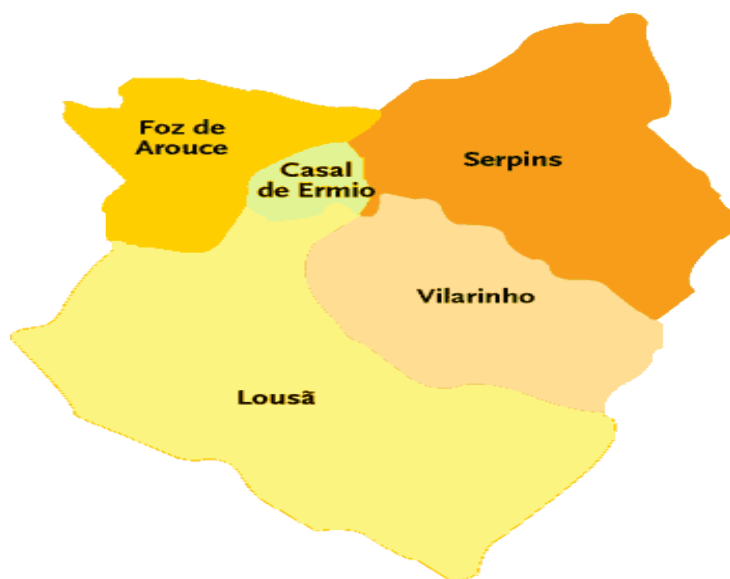 Foz de
Arouce
Casal
de Ermio
Serpins
Vilarinho
Lousã